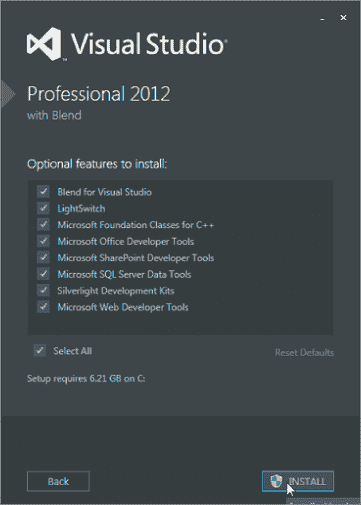 Visual Studio
Professional 2012
with Blend
Optional features to install:
Blend for Visual Studio
LightSwitch
Microsoft Foundation Classes for C++
Microsoft Office Developer Tools
Microsoft SharePoint Developer Tools
Microsoft SQL Server Data Tools
Silverlight Development Kits
Microsoft Web Developer Tools
Select All
Reset Defaults
Setup requires 6.21 GB on C:
Back
INSTALL